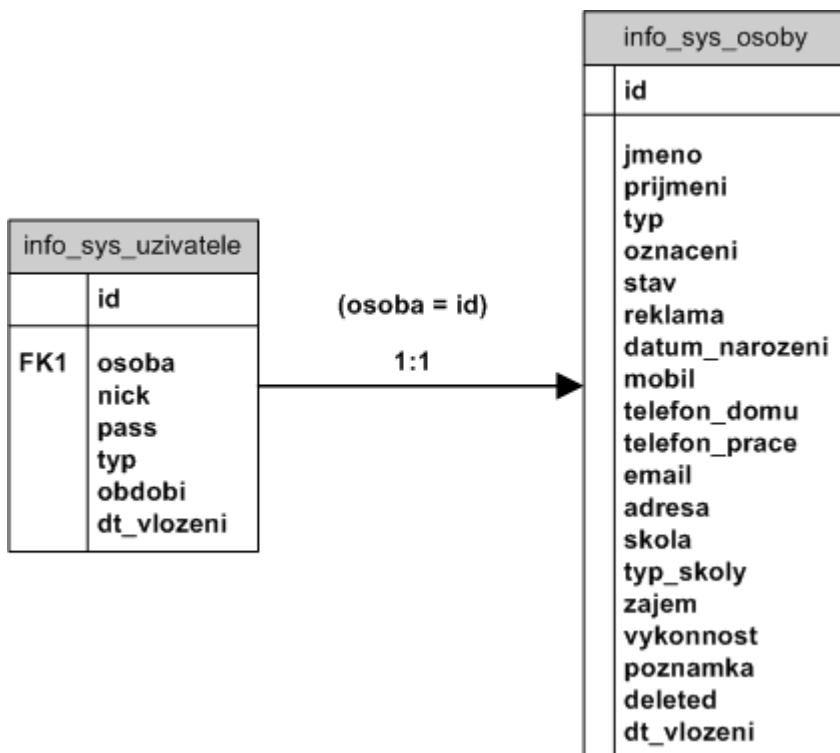 info_sys_uzivatele
id
FK1 osoba
nick
pass
typ
obdobi
dt_vlozeni
(osoba = id)
1:1
info_sys_osoby
id
jmeno
prijmeni
typ
oznaceni
stav
reklama
datum_narozeni
mobil
telefon_domu
telefon_prace
email
adresa
skola
typ_skoly
zajem
vykonnost
poznamka
deleted
dt_vlozeni